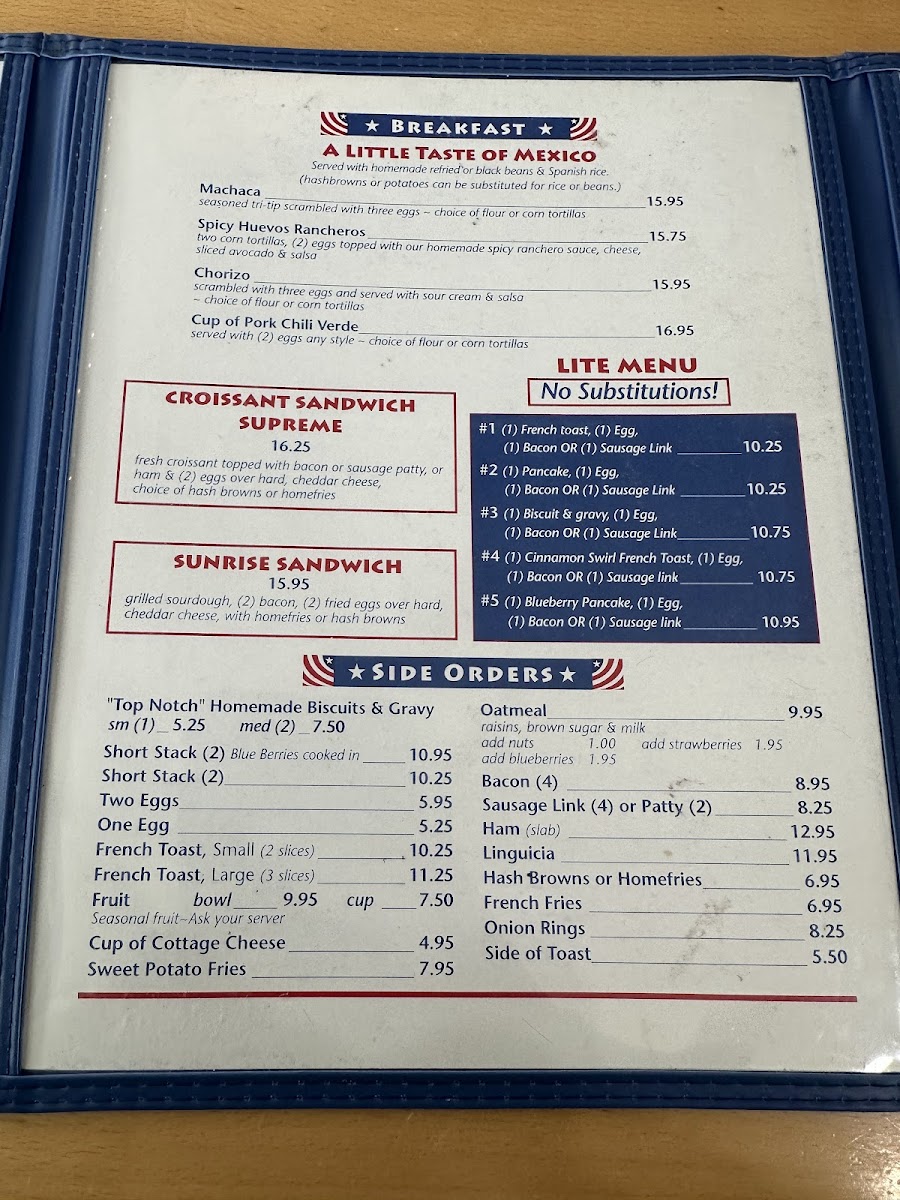 ★ BREAKFAST ★
A LITTLE TASTE OF MEXICO
Served with homemade refried or black beans & Spanish rice.
(hashbrowns or potatoes can be substituted for rice or beans.)
Machaca 15.95
seasoned tri-tip scrambled with three eggs ~ choice of flour or corn tortillas
Spicy Huevos Rancheros 15.75
two corn tortillas, (2) eggs topped with our homemade spicy ranchero sauce, cheese,
sliced avocado & salsa
Chorizo 15.95
scrambled with three eggs and served with sour cream & salsa
~ choice of flour or corn tortillas
Cup of Pork Chili Verde 16.95
served with (2) eggs any style ~ choice of flour or corn tortillas
CROISSANT SANDWICH
SUPREME
16.25
fresh croissant topped with bacon or sausage patty, or
ham & (2) eggs over hard, cheddar cheese,
choice of hash browns or homefries
SUNRISE SANDWICH
15.95
grilled sourdough, (2) bacon, (2) fried eggs over hard,
cheddar cheese, with homefries or hash browns
LITE MENU
No Substitutions!
#1 (1) French toast, (1) Egg,
(1) Bacon OR (1) Sausage Link 10.25
#2 (1) Pancake, (1) Egg,
(1) Bacon OR (1) Sausage Link 10.25
#3 (1) Biscuit & gravy, (1) Egg,
(1) Bacon OR (1) Sausage Link 10.75
#4 (1) Cinnamon Swirl French Toast, (1) Egg,
(1) Bacon OR (1) Sausage link 10.75
#5 (1) Blueberry Pancake, (1) Egg,
(1) Bacon OR (1) Sausage link 10.95
★ SIDE ORDERS ★
"Top Notch" Homemade Biscuits & Gravy
sm (1) 5.25 med (2) 7.50
Short Stack (2) Blue Berries cooked in 10.95
Short Stack (2) 10.25
Two Eggs 5.95
One Egg 5.25
French Toast, Small (2 slices) 10.25
French Toast, Large (3 slices) 11.25
Fruit bowl 9.95 cup 7.50
Seasonal fruit~Ask your server
Cup of Cottage Cheese 4.95
Sweet Potato Fries 7.95
Oatmeal 9.95
raisins, brown sugar & milk
add nuts 1.00 add strawberries 1.95
add blueberries 1.95
Bacon (4) 8.95
Sausage Link (4) or Patty (2) 8.25
Ham (slab) 12.95
Linguicia 11.95
Hash Browns or Homefries 6.95
French Fries 6.95
Onion Rings 8.25
Side of Toast 5.50